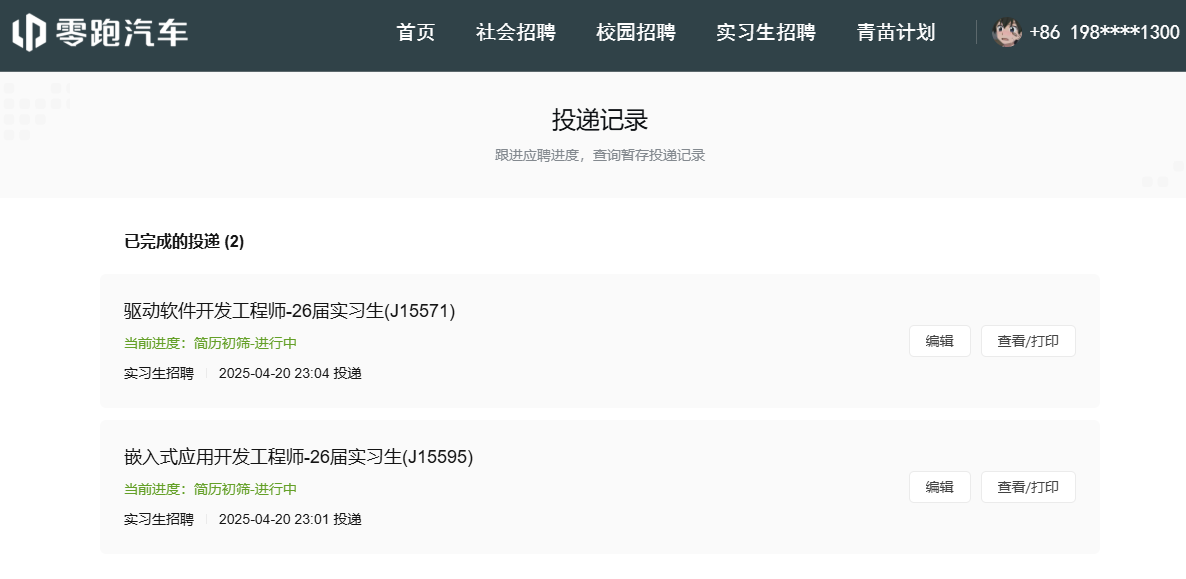 零跑汽车 首页 社会招聘 校园招聘 实习生招聘 青苗计划 +86 198****1300
投递记录
跟进应聘进度，查询暂存投递记录
已完成的投递 (2)
驱动软件开发工程师-26届实习生(J15571)
当前进度：简历初筛-进行中
编辑 查看/打印
实习生招聘 2025-04-20 23:04 投递
嵌入式应用开发工程师-26届实习生(J15595)
当前进度：简历初筛-进行中
编辑 查看/打印
实习生招聘 2025-04-20 23:01 投递